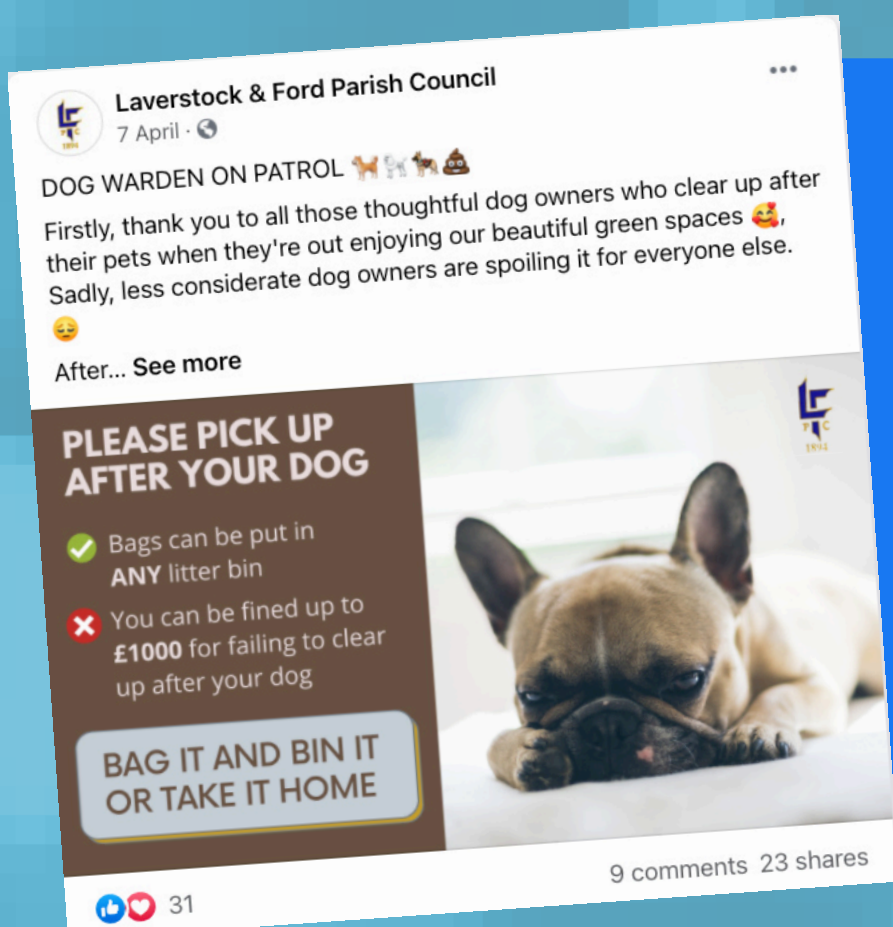 Laverstock & Ford Parish Council
7 April ·
DOG WARDEN ON PATROL 🐕🐩🐕‍🦺💩
Firstly, thank you to all those thoughtful dog owners who clear up after
their pets when they're out enjoying our beautiful green spaces 🥰,
Sadly, less considerate dog owners are spoiling it for everyone else.
😔
After... See more
PLEASE PICK UP
AFTER YOUR DOG
Bags can be put in
ANY litter bin
You can be fined up to
£1000 for failing to clear
up after your dog
BAG IT AND BIN IT
OR TAKE IT HOME
LF
P C
1894
31
9 comments 23 shares